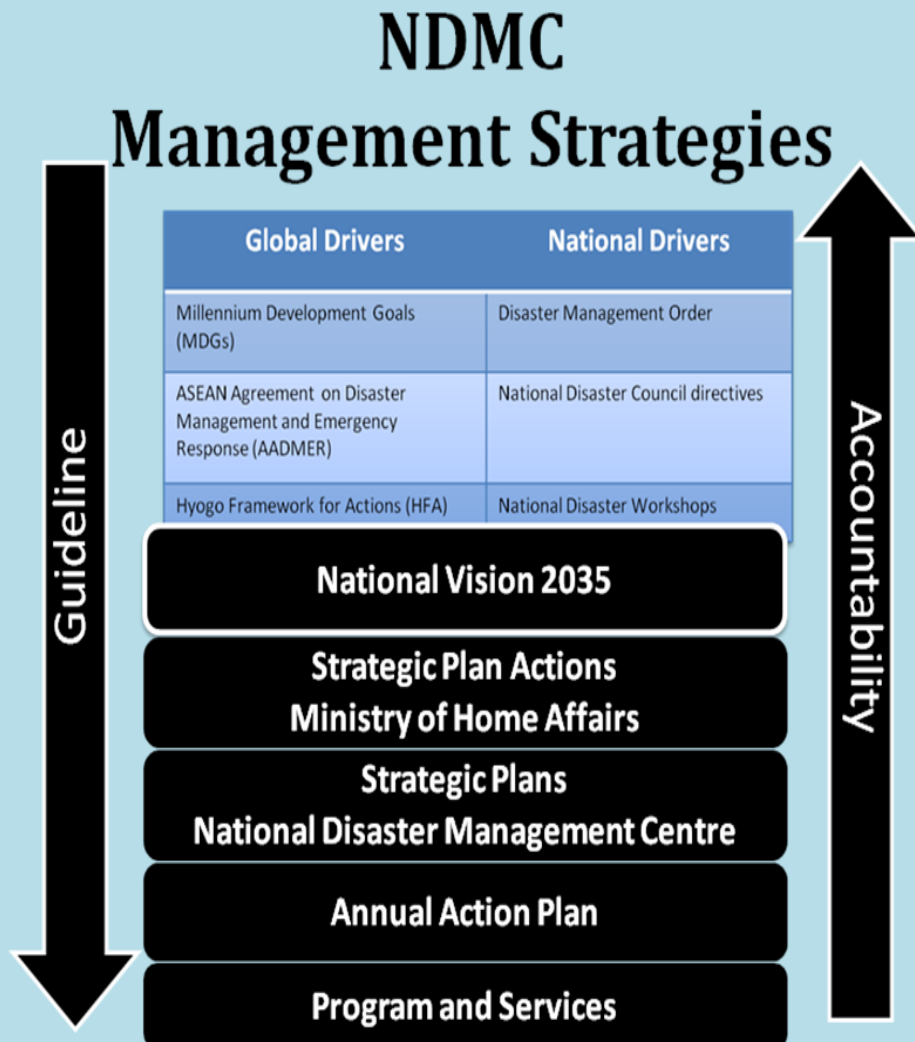 NDMC
Management Strategies
Guideline
Global Drivers
National Drivers
Millennium Development Goals
(MDGs)
Disaster Management Order
ASEAN Agreement on Disaster
Management and Emergency
Response (AADMER)
National Disaster Council directives
Hyogo Framework for Actions (HFA)
National Disaster Workshops
National Vision 2035
Strategic Plan Actions
Ministry of Home Affairs
Strategic Plans
National Disaster Management Centre
Annual Action Plan
Program and Services
Accountability